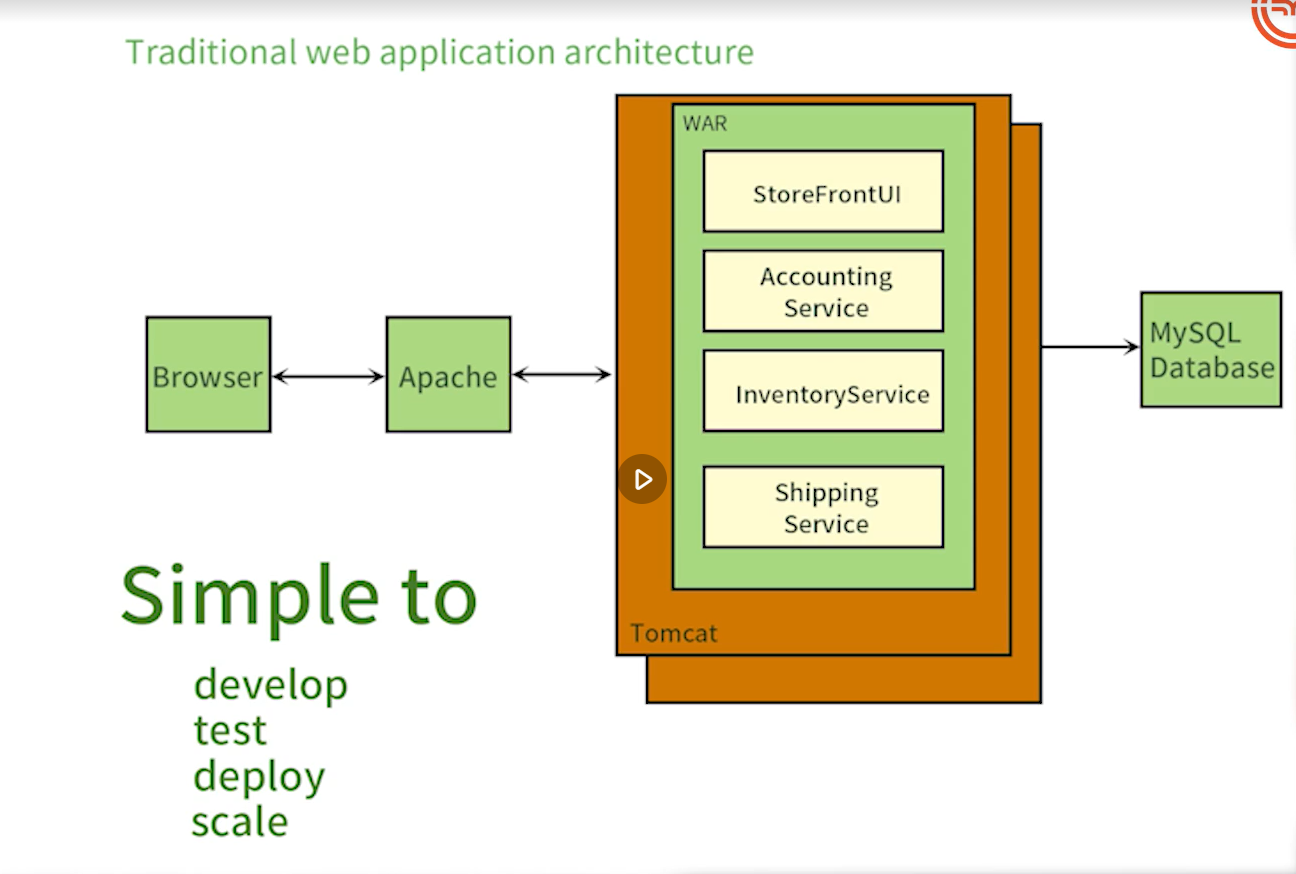 Traditional web application architecture
WAR
StoreFrontUI
Accounting
Service
InventoryService
Shipping
Service
Tomcat
Browser
Apache
MySQL
Database
Simple to
develop
test
deploy
scale